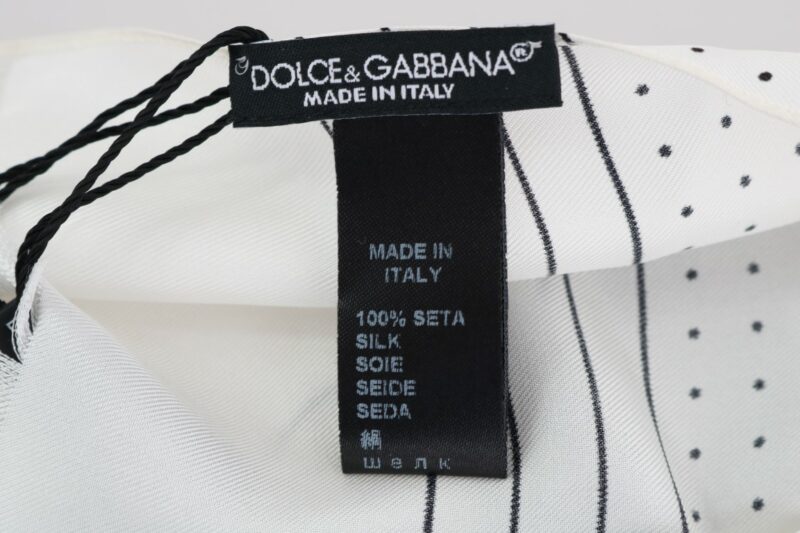 DOLCE&GABBANA®
MADE IN ITALY
MADE IN
ITALY
100% SETA
SILK
SOIE
SEIDE
SEDA
絹
шелк